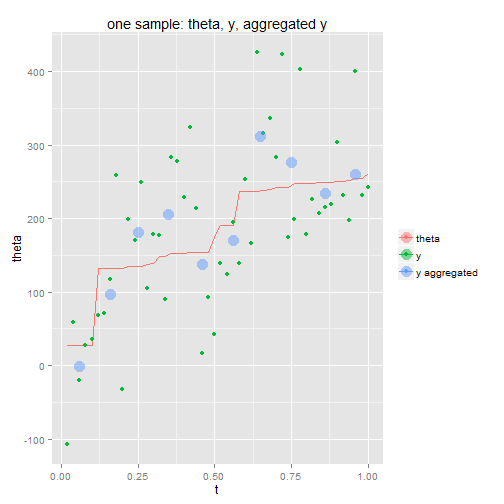 one sample: theta, y, aggregated y
theta
400
300
200
100
0
-100
0.00 0.25 0.50 0.75 1.00
t
theta
y
y aggregated